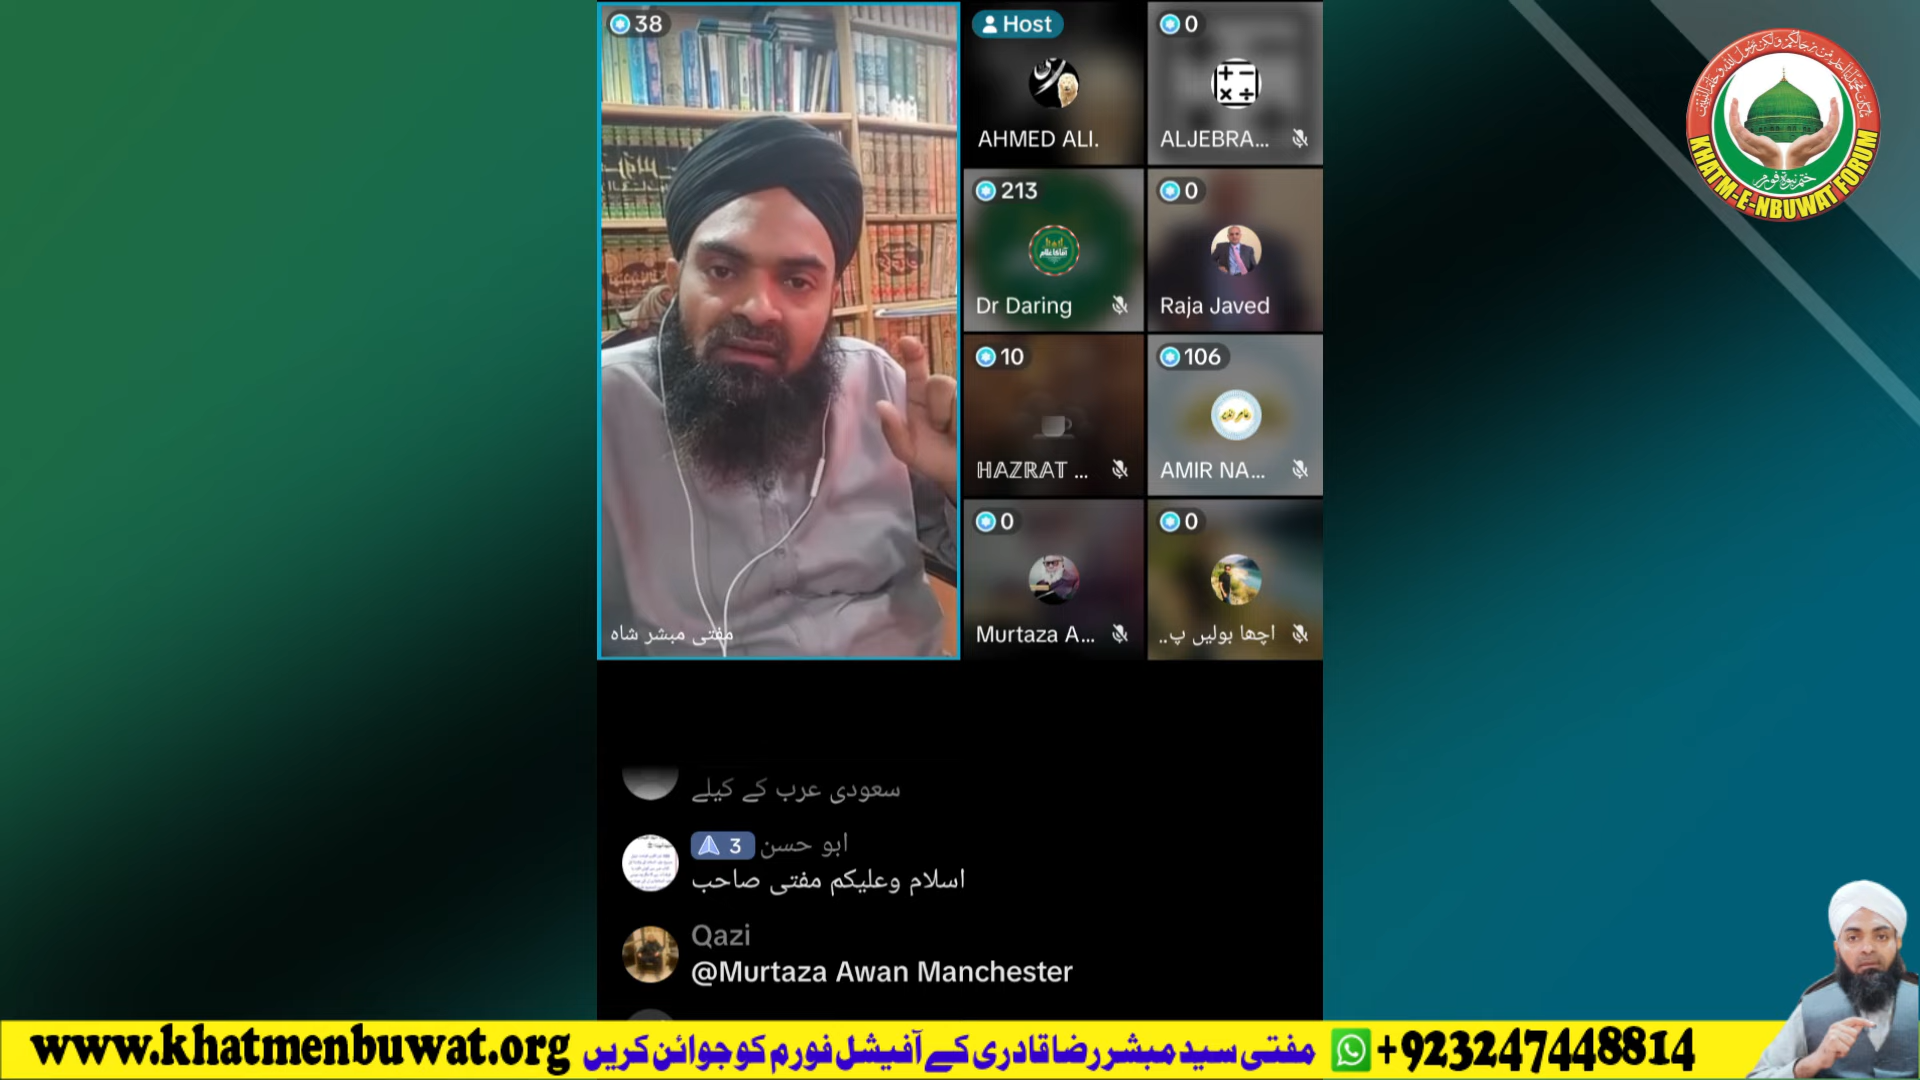 38
مفتی مبشر شاہ
Host
AHMED ALI.
0
ALJEBRA...
213
Dr Daring
0
Raja Javed
10
HAZRAT ...
106
AMIR NA...
0
Murtaza A...
0
اچھا بولیں پ..
سعودی عرب کے کیلے
3 ابو حسن
اسلام وعلیکم مفتی صاحب
Qazi
@Murtaza Awan Manchester
KHATM-E-NBUWAT FORUM
ختم نبوۃ فورم
www.khatmenbuwat.org مفتی سید مبشر رضا قادری کے آفیشل فورم کو جوائن کریں +923247448814